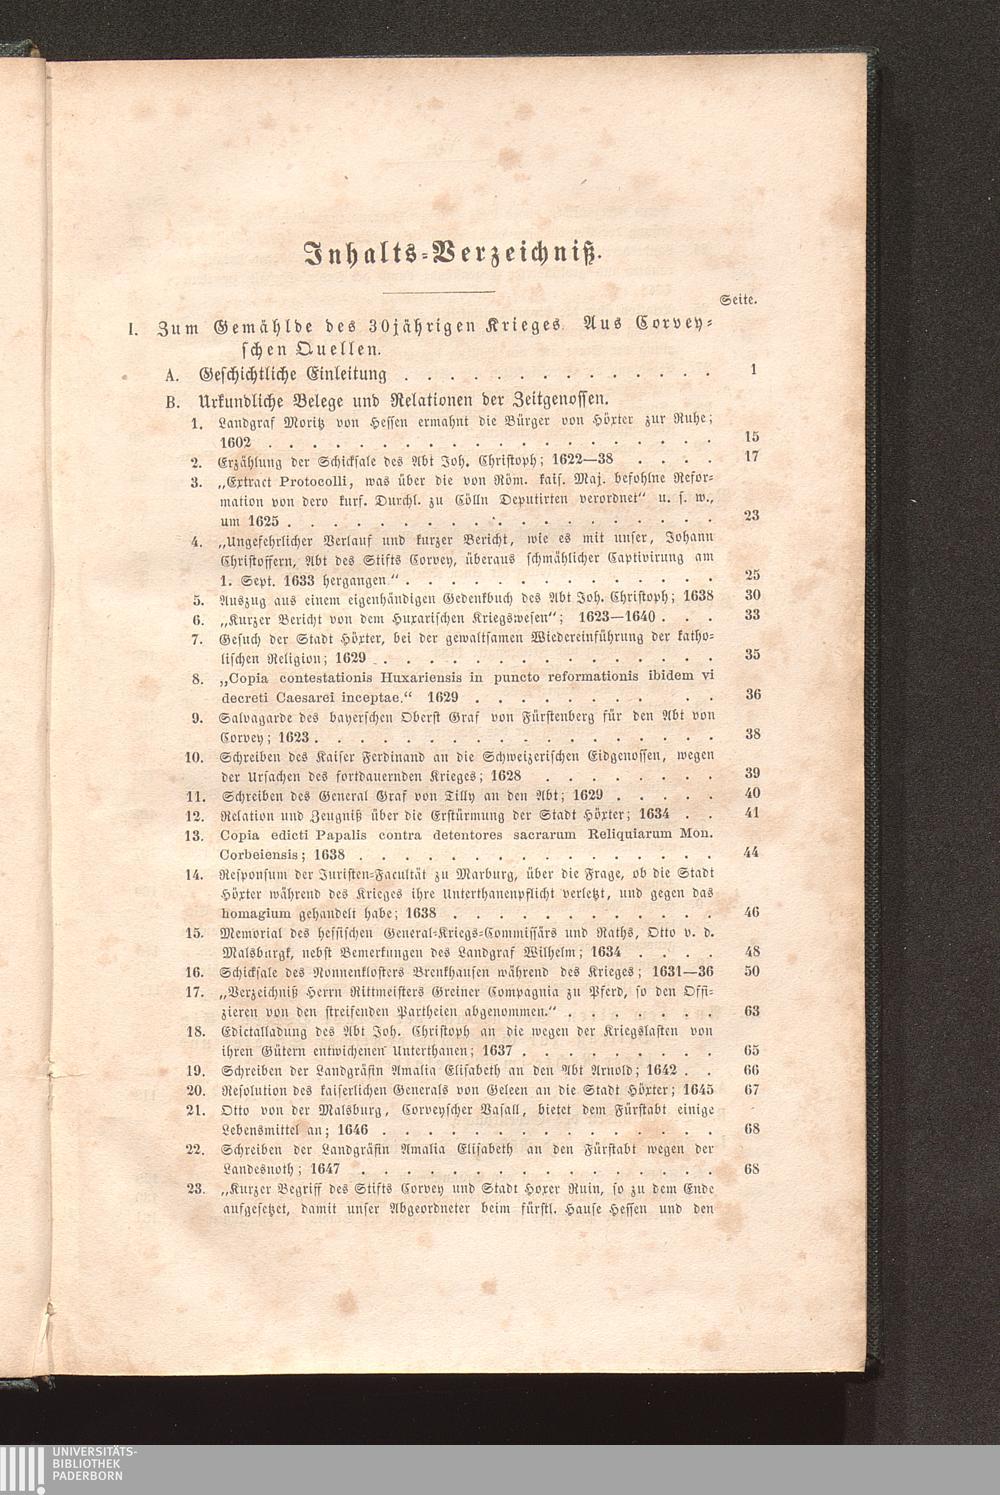 Inhalts-Verzeichniß.
Seite.
I. Zum Gemählde des 30jährigen Krieges. Aus Corvey-
schen Quellen.
A. Geschichtliche Einleitung . . . . . . . . . . . . . . 1
B. Urkundliche Belege und Relationen der Zeitgenossen.
1. Landgraf Moritz von Hessen ermahnt die Bürger von Höxter zur Ruhe;
1602 . . . . . . . . . . . . . . . . . . . . 15
2. Erzählung der Schicksale des Abt Joh. Christoph; 1622—38 . . . . 17
3. „Extract Protocolli, was über die von Röm. kais. Maj. befohlne Refor-
mation von dero kurf. Durchl. zu Cölln Deputirten verordnet“ u. s. w.,
um 1625 . . . . . . . . . . . . . . . . . . . 23
4. „Ungefehrlicher Verlauf und kurzer Bericht, wie es mit unser, Johann
Christoffern, Abt des Stifts Corvey, überaus schmählicher Captivirung am
1. Sept. 1633 hergangen“ . . . . . . . . . . . . . . 25
5. Auszug aus einem eigenhändigen Gedenkbuch des Abt Joh. Christoph; 1638 30
6. „Kurzer Bericht von dem Huxarischen Kriegswesen“; 1623—1640 . . . 33
7. Gesuch der Stadt Höxter, bei der gewaltsamen Wiedereinführung der katho-
lischen Religion; 1629 . . . . . . . . . . . . . . . 35
8. „Copia contestationis Huxariensis in puncto reformationis ibidem vi
decreti Caesarei inceptae.“ 1629 . . . . . . . . . . . 36
9. Salvagarde des bayerschen Oberst Graf von Fürstenberg für den Abt von
Corvey; 1623 . . . . . . . . . . . . . . . . . . 38
10. Schreiben des Kaiser Ferdinand an die Schweizerischen Eidgenossen, wegen
der Ursachen des fortdauernden Krieges; 1628 . . . . . . . . 39
11. Schreiben des General Graf von Tilly an den Abt; 1629 . . . . . 40
12. Relation und Zeugniß über die Erstürmung der Stadt Höxter; 1634 . . 41
13. Copia edicti Papalis contra detentores sacrarum Reliquiarum Mon.
Corbeiensis; 1638 . . . . . . . . . . . . . . . . 44
14. Responsum der Juristen-Facultät zu Marburg, über die Frage, ob die Stadt
Höxter während des Krieges ihre Unterthanenpflicht verletzt, und gegen das
homagium gehandelt habe; 1638 . . . . . . . . . . . . 46
15. Memorial des hessischen General-Kriegs-Commissärs und Raths, Otto v. d.
Malsburgk, nebst Bemerkungen des Landgraf Wilhelm; 1634 . . . . 48
16. Schicksale des Nonnenklosters Brenkhausen während des Krieges; 1631—36 50
17. „Verzeichniß Herrn Rittmeisters Greiner Compagnia zu Pferd, so den Offi-
zieren von den streifenden Partheien abgenommen.“ . . . . . . . 63
18. Edictalladung des Abt Joh. Christoph an die wegen der Kriegslasten von
ihren Gütern entwichenen Unterthanen; 1637 . . . . . . . . . 65
19. Schreiben der Landgräfin Amalia Elisabeth an den Abt Arnold; 1642 . . 66
20. Resolution des kaiserlichen Generals von Geleen an die Stadt Höxter; 1645 67
21. Otto von der Malsburg, Corveyscher Vasall, bietet dem Fürstabt einige
Lebensmittel an; 1646 . . . . . . . . . . . . . . . 68
22. Schreiben der Landgräfin Amalia Elisabeth an den Fürstabt wegen der
Landesnoth; 1647 . . . . . . . . . . . . . . . . 68
23. „Kurzer Begriff des Stifts Corvey und Stadt Hoxer Ruin, so zu dem Ende
aufgesetzet, damit unser Abgeordneter beim fürstl. Hause Hessen und den
UNIVERSITÄTS-
BIBLIOTHEK
PADERBORN